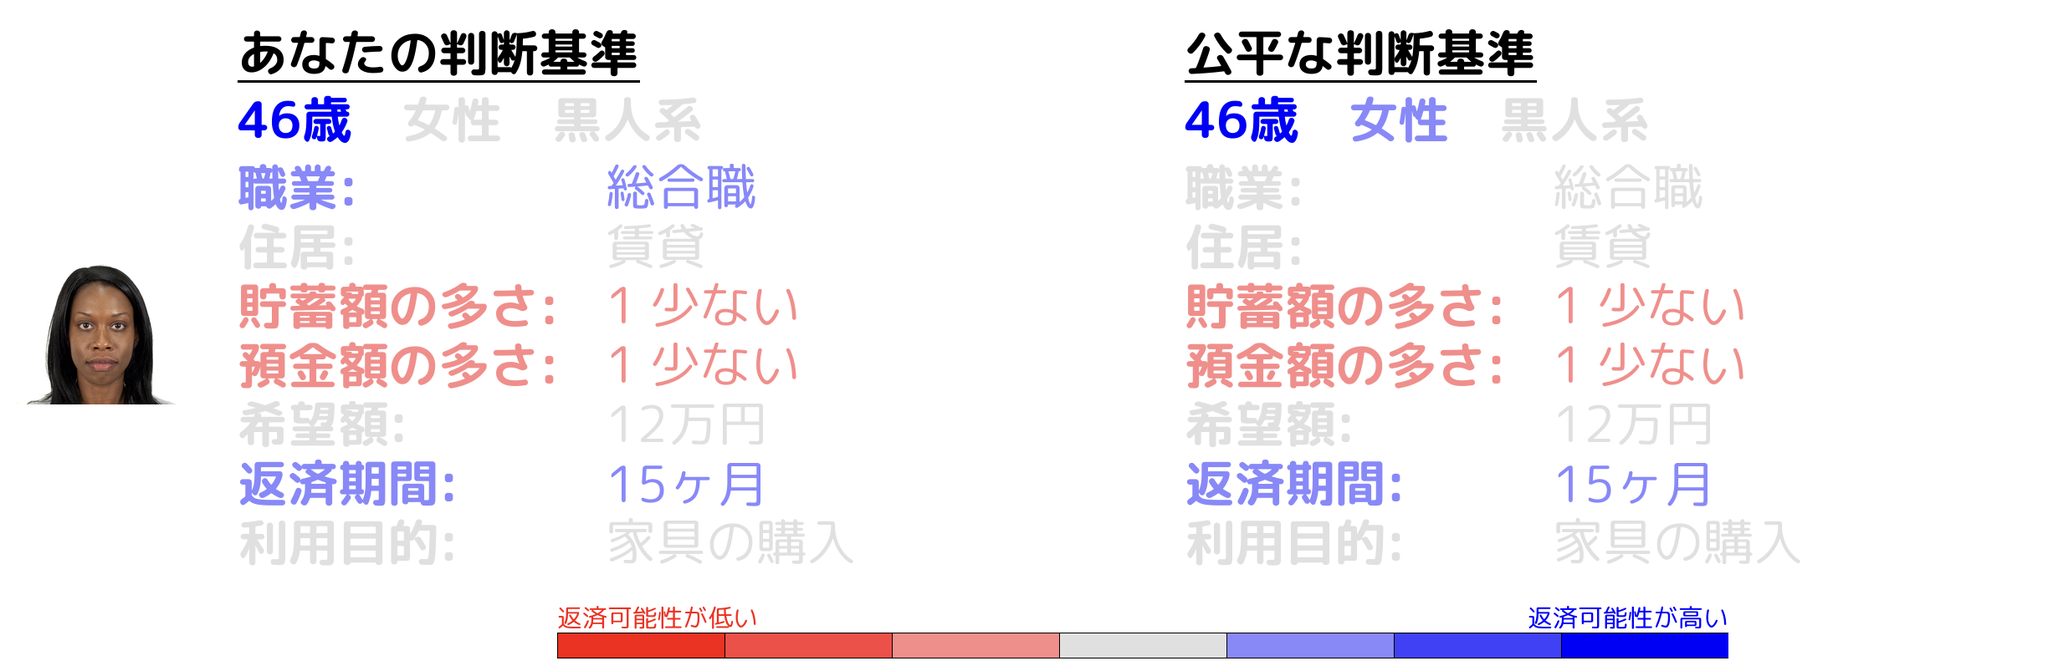 あなたの判断基準
46歳 女性 黒人系
職業: 総合職
住居: 賃貸
貯蓄額の多さ: 1 少ない
預金額の多さ: 1 少ない
希望額: 12万円
返済期間: 15ヶ月
利用目的: 家具の購入
公平な判断基準
46歳 女性 黒人系
職業: 総合職
住居: 賃貸
貯蓄額の多さ: 1 少ない
預金額の多さ: 1 少ない
希望額: 12万円
返済期間: 15ヶ月
利用目的: 家具の購入
返済可能性が低い 返済可能性が高い